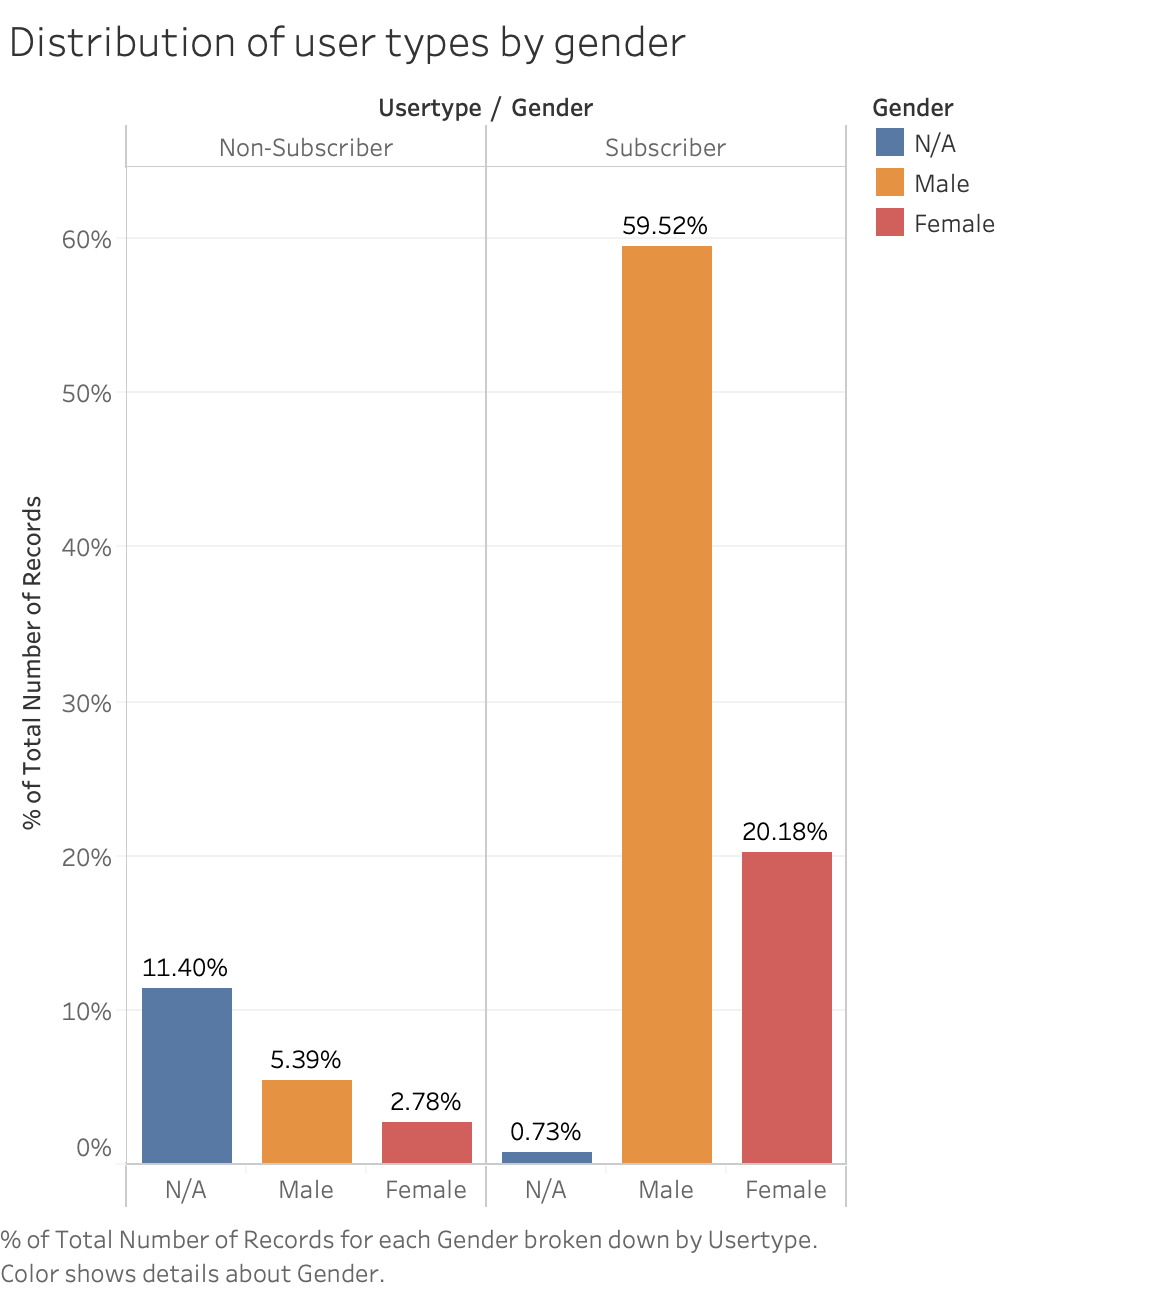 Distribution of user types by gender
Usertype / Gender
Non-Subscriber
Subscriber
Gender
N/A
Male
Female
% of Total Number of Records
60%
50%
40%
30%
20%
10%
0%
11.40%
5.39%
2.78%
0.73%
59.52%
20.18%
N/A
Male
Female
N/A
Male
Female
% of Total Number of Records for each Gender broken down by Usertype.
Color shows details about Gender.